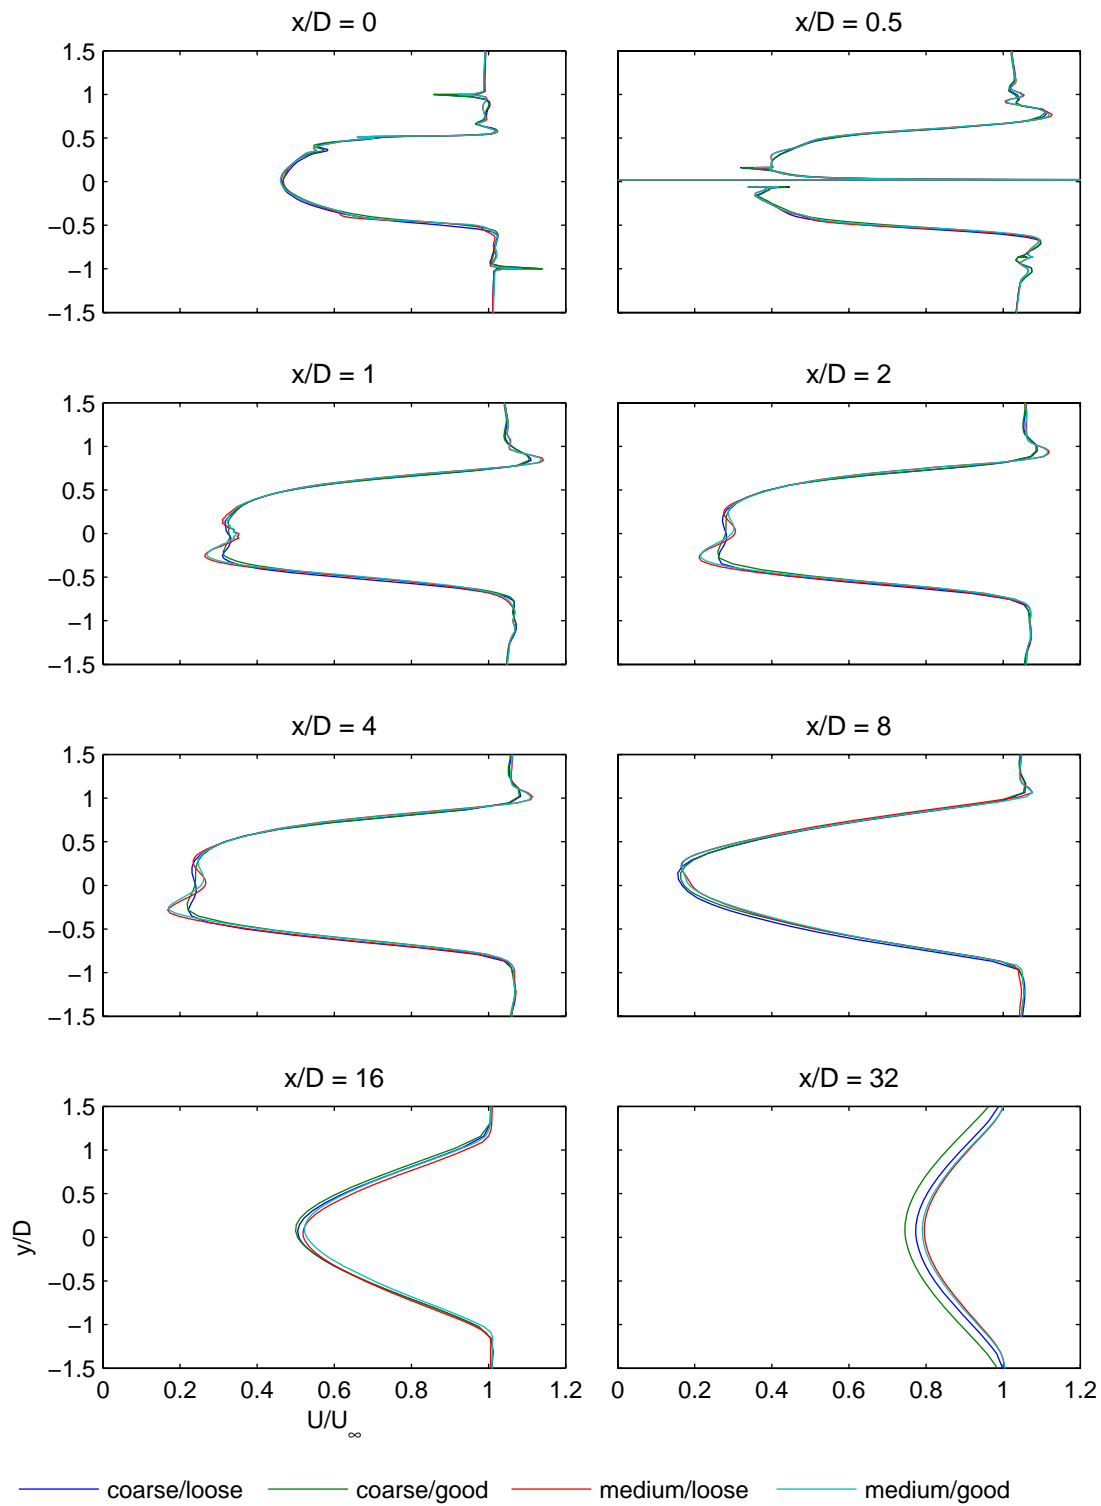 x/D = 0
x/D = 0.5
1.5
1
0.5
0
−0.5
−1
−1.5
x/D = 1
x/D = 2
1.5
1
0.5
0
−0.5
−1
−1.5
x/D = 4
x/D = 8
1.5
1
0.5
0
−0.5
−1
−1.5
x/D = 16
x/D = 32
1.5
1
0.5
0
−0.5
−1
−1.5
y/D
0 0.2 0.4 0.6 0.8 1 1.2
0 0.2 0.4 0.6 0.8 1 1.2
U/U∞
coarse/loose coarse/good medium/loose medium/good